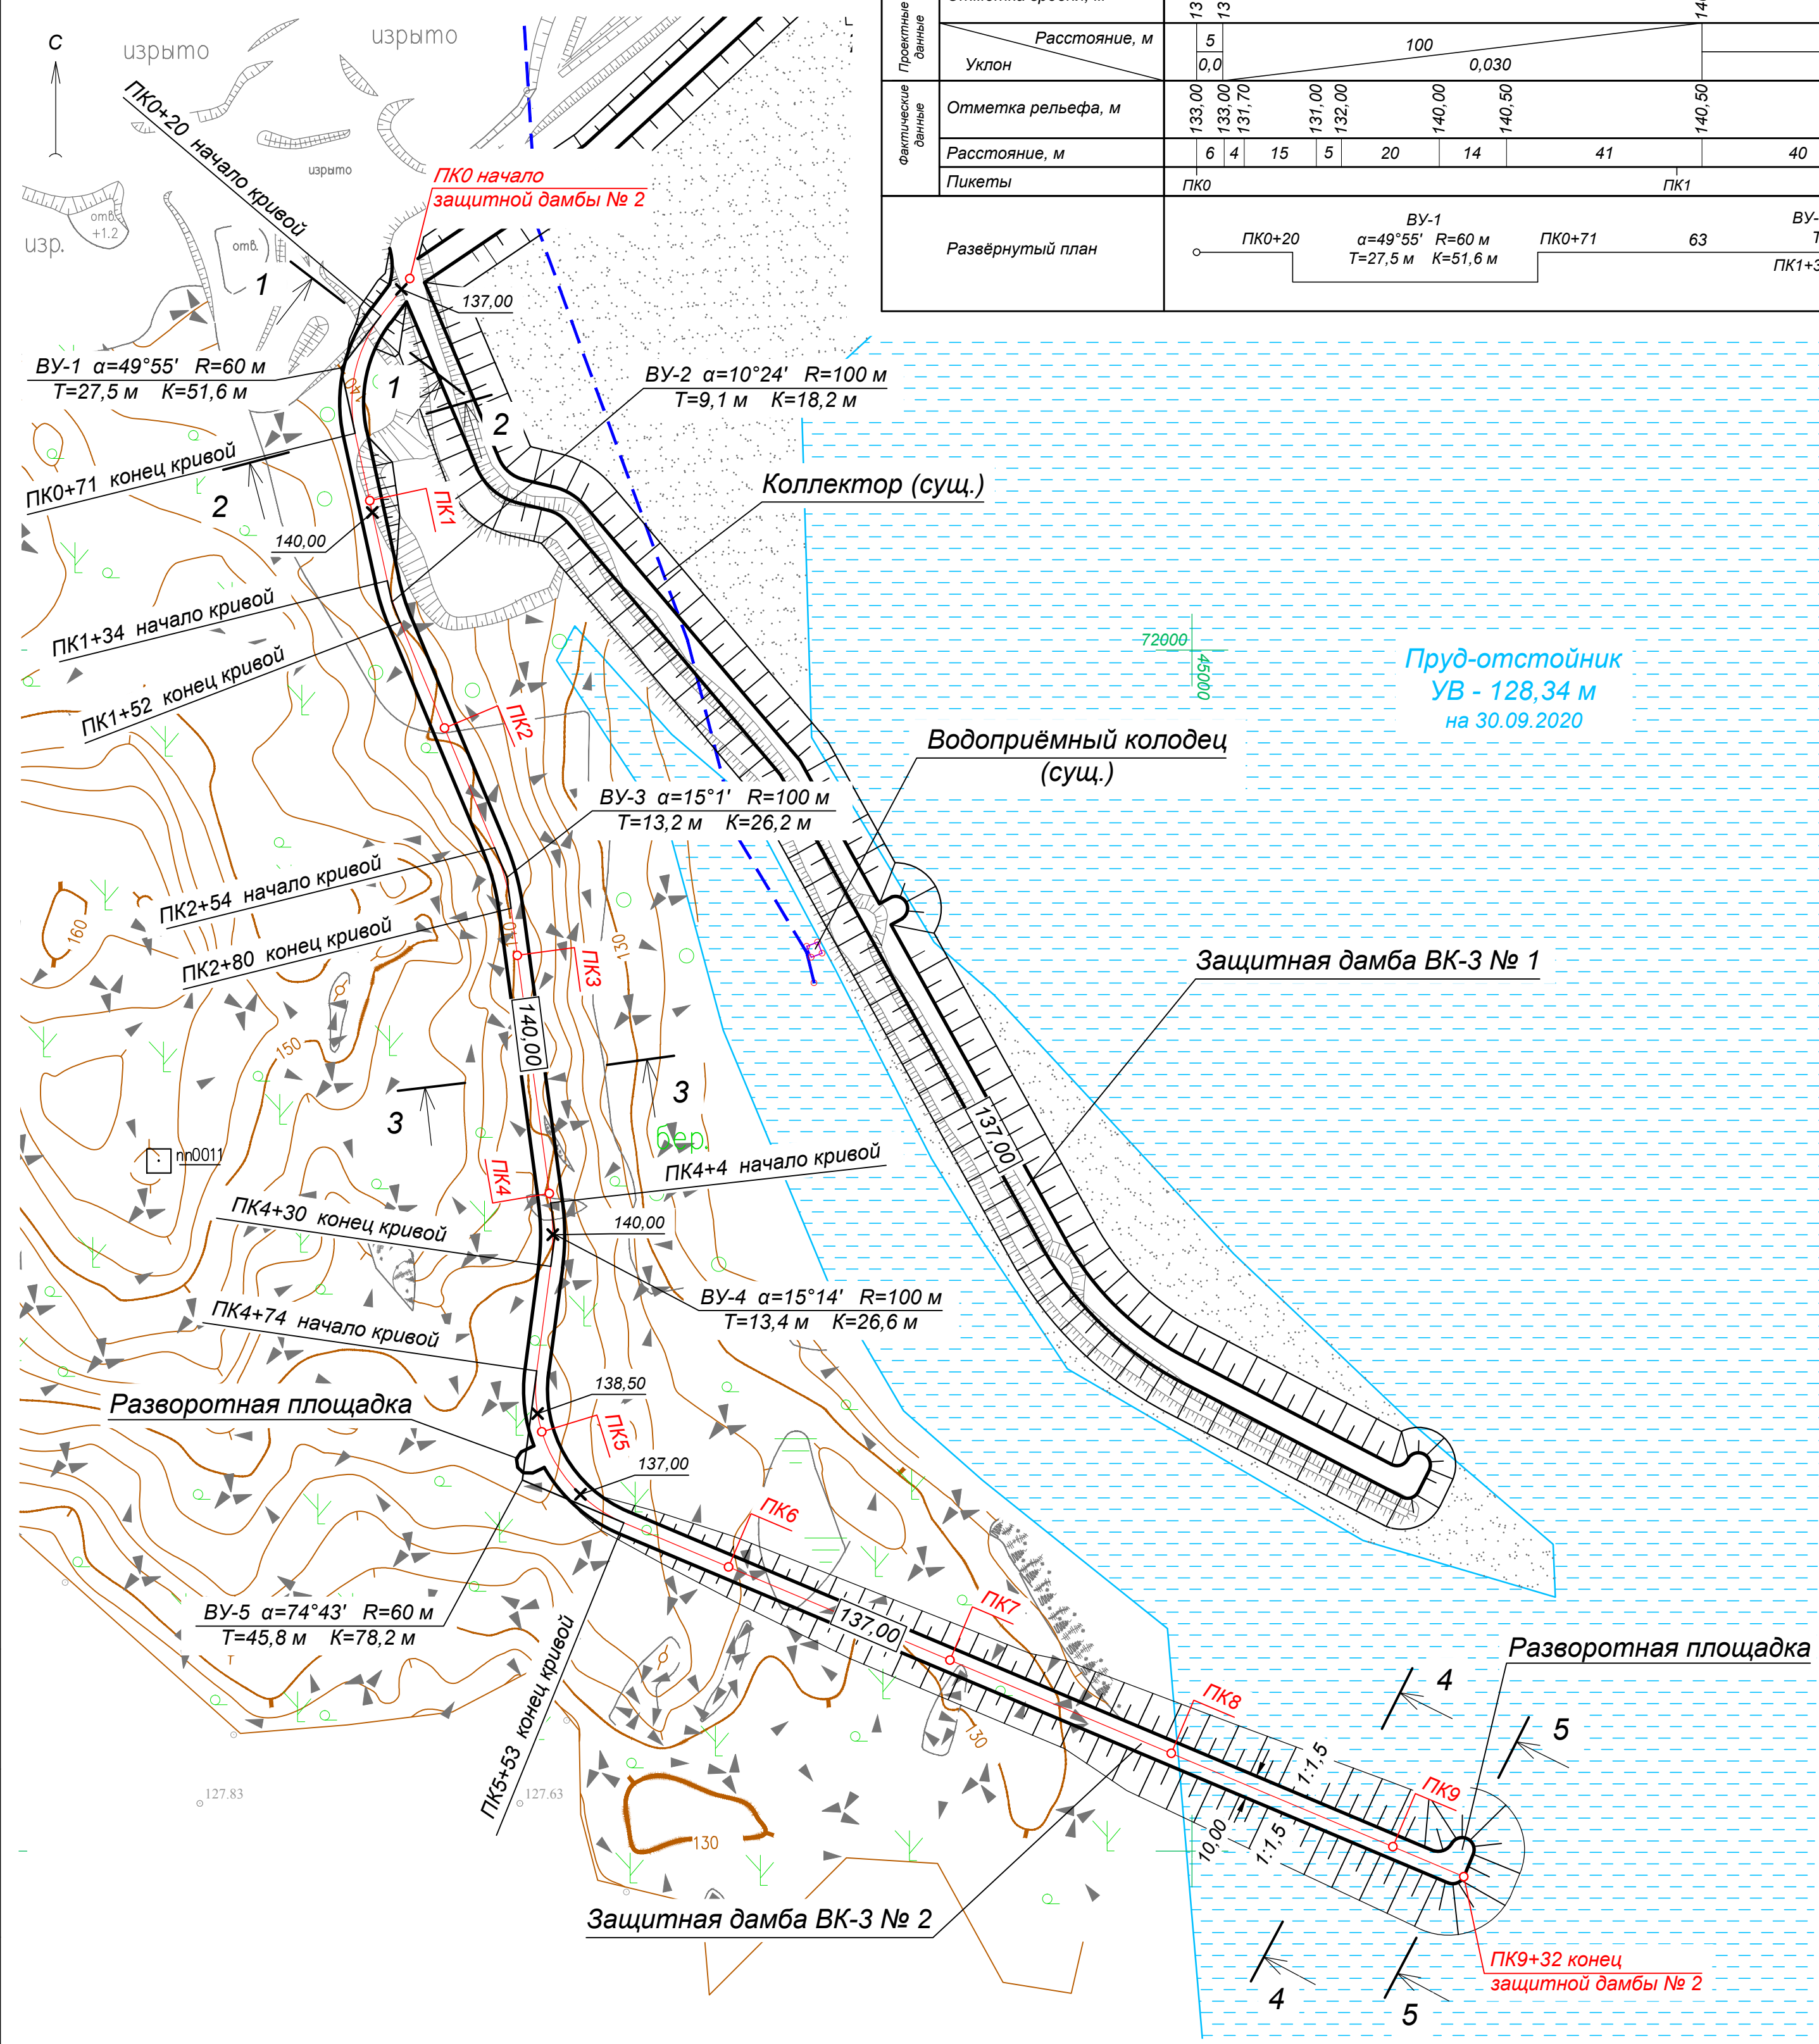 Проектные данные
Расстояние, м
5
100
Уклон
0,0
0,030
Фактические данные
Отметка рельефа, м
133,00 133,00 131,70 131,00 132,00 140,00 140,50 140,50
Расстояние, м
6 4 15 5 20 14 41 40
Пикеты
ПК0 ПК1
Развёрнутый план
ПК0+20
ВУ-1
α=49°55' R=60 м
T=27,5 м К=51,6 м
ПК0+71
63
С
изрыто
изрыто
изрыто
отв.
+1.2
изр.
отв.
ПК0+20 начало кривой
ПК0 начало
защитной дамбы № 2
1
137,00
ВУ-1 α=49°55' R=60 м
T=27,5 м К=51,6 м
140
1
2
ВУ-2 α=10°24' R=100 м
T=9,1 м К=18,2 м
ПК0+71 конец кривой
2
ПК1
140,00
Коллектор (сущ.)
ПК1+34 начало кривой
ПК1+52 конец кривой
ПК2
72000
45000
Пруд-отстойник
УВ - 128,34 м
на 30.09.2020
Водоприёмный колодец
(сущ.)
ВУ-3 α=15°1' R=100 м
T=13,2 м К=26,2 м
ПК2+54 начало кривой
ПК2+80 конец кривой
160
140
130
ПК3
140,00
150
Защитная дамба ВК-3 № 1
137,00
3
3
бер.
пп0011
ПК4
ПК4+4 начало кривой
ПК4+30 конец кривой
140,00
ВУ-4 α=15°14' R=100 м
T=13,4 м К=26,6 м
ПК4+74 начало кривой
138,50
Разворотная площадка
ПК5
137,00
ПК6
ВУ-5 α=74°43' R=60 м
T=45,8 м К=78,2 м
ПК5+53 конец кривой
137,00
ПК7
130
ПК8
Разворотная площадка
4
5
1:1,5
ПК9
10,00
1:1,5
127.83
127.63
130
Защитная дамба ВК-3 № 2
ПК9+32 конец
защитной дамбы № 2
4
5